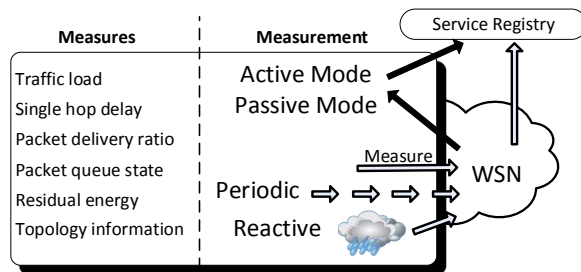 Service Registry
Measures
Measurement
Traffic load
Single hop delay
Packet delivery ratio
Packet queue state
Residual energy
Topology information
Active Mode
Passive Mode
Measure
Periodic
Reactive
WSN